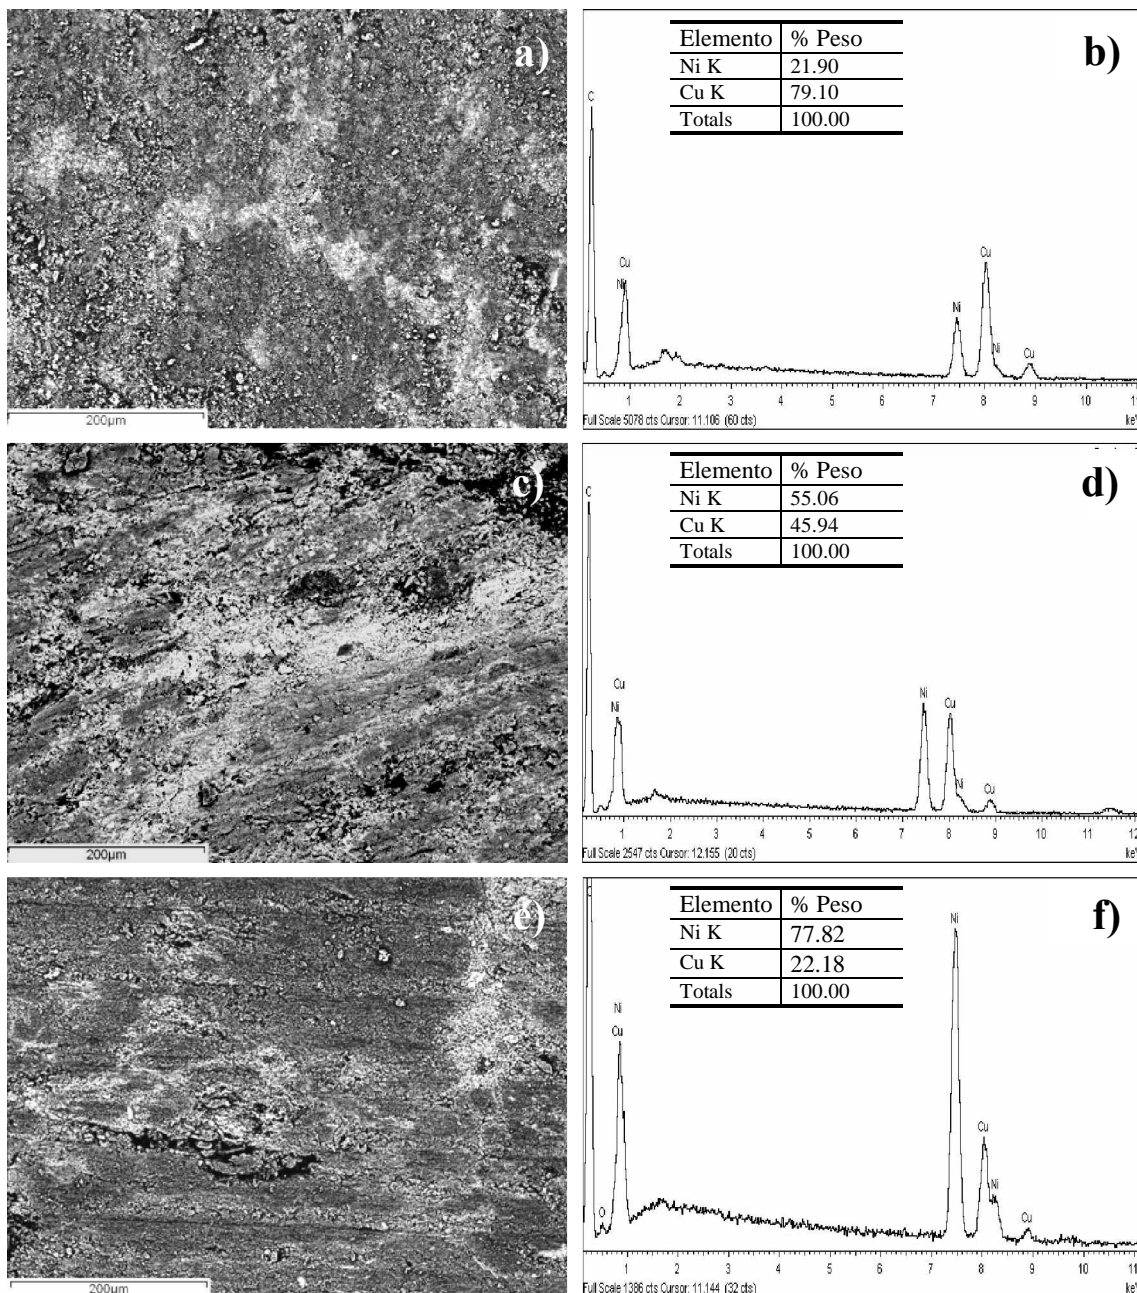 a)
200µm
b)
Elemento % Peso
Ni K 21.90
Cu K 79.10
Totals 100.00
C
Cu
Ni
Ni
Cu
Ni
Cu
1 2 3 4 5 6 7 8 9 10 11
Full Scale 5078 cts Cursor: 11.106 (60 cts) keV
c)
200µm
d)
Elemento % Peso
Ni K 55.06
Cu K 45.94
Totals 100.00
C
Cu
Ni
Ni
Cu
Ni
Cu
1 2 3 4 5 6 7 8 9 10 11 12
Full Scale 2547 cts Cursor: 12.155 (20 cts) keV
e)
200µm
f)
Elemento % Peso
Ni K 77.82
Cu K 22.18
Totals 100.00
Ni
Cu
O
Ni
Cu
Ni
Cu
1 2 3 4 5 6 7 8 9 10 11
Full Scale 1386 cts Cursor: 11.144 (32 cts) keV